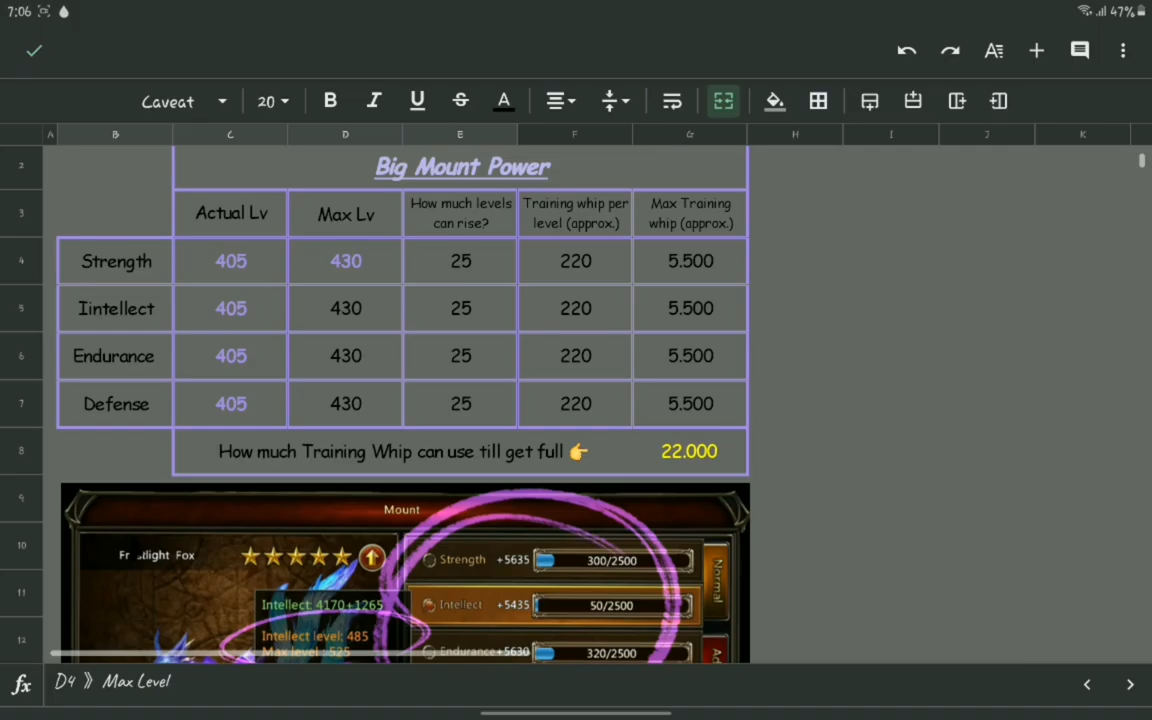 7:06
47%
Caveat
20
B I U S A
A B C D E F G H I J K
2 Big Mount Power
3 Actual Lv Max Lv How much levels can rise? Training whip per level (approx.) Max Training whip (approx.)
4 Strength 405 430 25 220 5.500
5 Iintellect 405 430 25 220 5.500
6 Endurance 405 430 25 220 5.500
7 Defense 405 430 25 220 5.500
8 How much Training Whip can use till get full 👉 22.000
9 Mount
10 Fox Strength +5635 300/2500 Normal
11 Intellect: 4170+1265 Intellect +5435 50/2500
Intellect level: 485
12 Max level: 525 Endurance+5630 320/2500 Ad
fx D4 》 Max Level